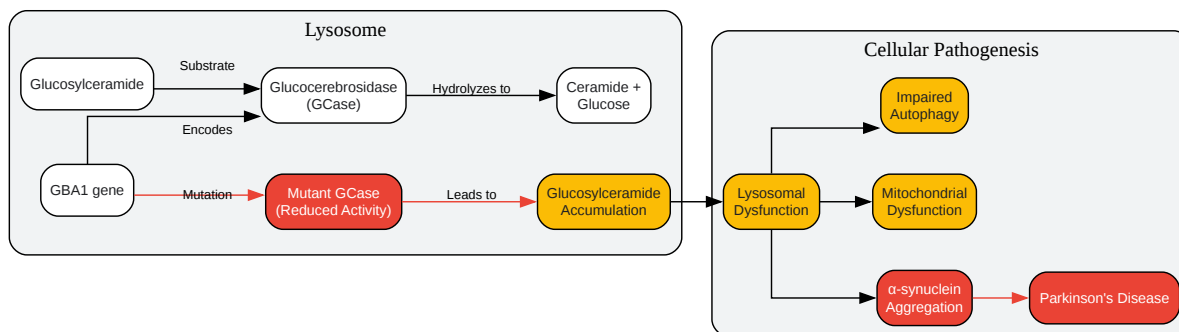 Lysosome
Glucosylceramide
Substrate
Glucocerebrosidase
(GCase)
Hydrolyzes to
Ceramide +
Glucose
Encodes
GBA1 gene
Mutation
Mutant GCase
(Reduced Activity)
Leads to
Glucosylceramide
Accumulation
Cellular Pathogenesis
Impaired
Autophagy
Lysosomal
Dysfunction
Mitochondrial
Dysfunction
α-synuclein
Aggregation
Parkinson's Disease